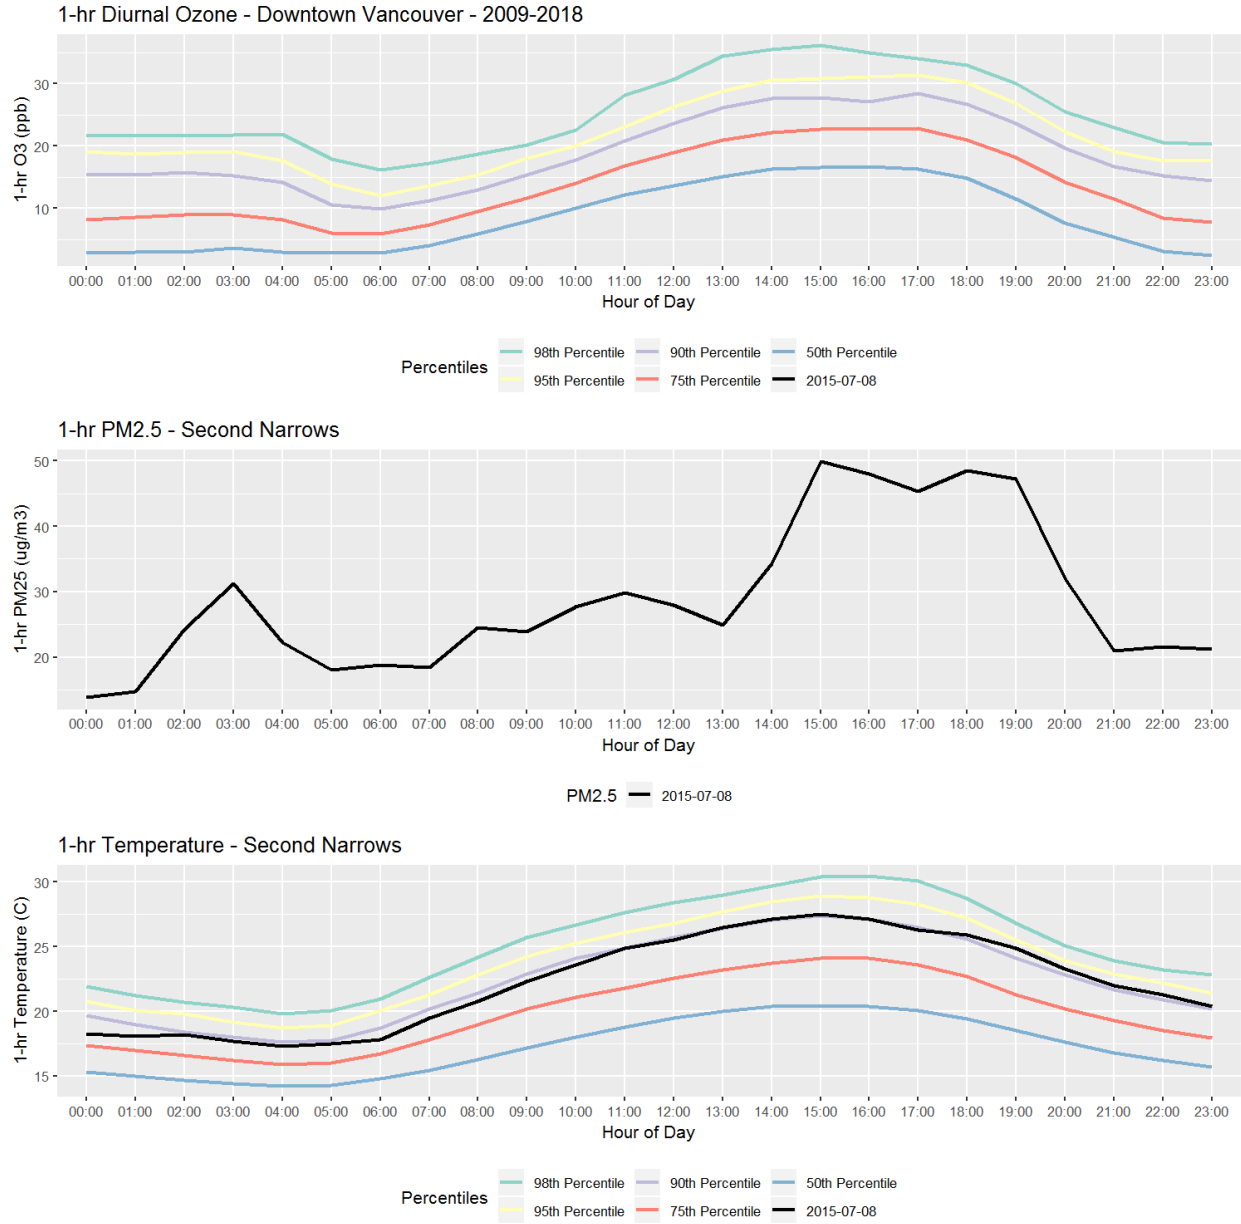 1-hr Diurnal Ozone - Downtown Vancouver - 2009-2018
1-hr O3 (ppb)
30
20
10
00:00 01:00 02:00 03:00 04:00 05:00 06:00 07:00 08:00 09:00 10:00 11:00 12:00 13:00 14:00 15:00 16:00 17:00 18:00 19:00 20:00 21:00 22:00 23:00
Hour of Day
Percentiles
98th Percentile 90th Percentile 50th Percentile
95th Percentile 75th Percentile 2015-07-08
1-hr PM2.5 - Second Narrows
1-hr PM25 (ug/m3)
50
40
30
20
00:00 01:00 02:00 03:00 04:00 05:00 06:00 07:00 08:00 09:00 10:00 11:00 12:00 13:00 14:00 15:00 16:00 17:00 18:00 19:00 20:00 21:00 22:00 23:00
Hour of Day
PM2.5 2015-07-08
1-hr Temperature - Second Narrows
1-hr Temperature (C)
30
25
20
15
00:00 01:00 02:00 03:00 04:00 05:00 06:00 07:00 08:00 09:00 10:00 11:00 12:00 13:00 14:00 15:00 16:00 17:00 18:00 19:00 20:00 21:00 22:00 23:00
Hour of Day
Percentiles
98th Percentile 90th Percentile 50th Percentile
95th Percentile 75th Percentile 2015-07-08